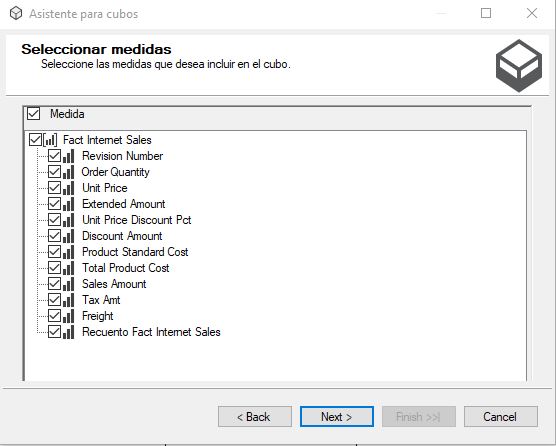 Asistente para cubos
Seleccionar medidas
Seleccione las medidas que desea incluir en el cubo.
Medida
Fact Internet Sales
Revision Number
Order Quantity
Unit Price
Extended Amount
Unit Price Discount Pct
Discount Amount
Product Standard Cost
Total Product Cost
Sales Amount
Tax Amt
Freight
Recuento Fact Internet Sales
< Back
Next >
Finish >>|
Cancel